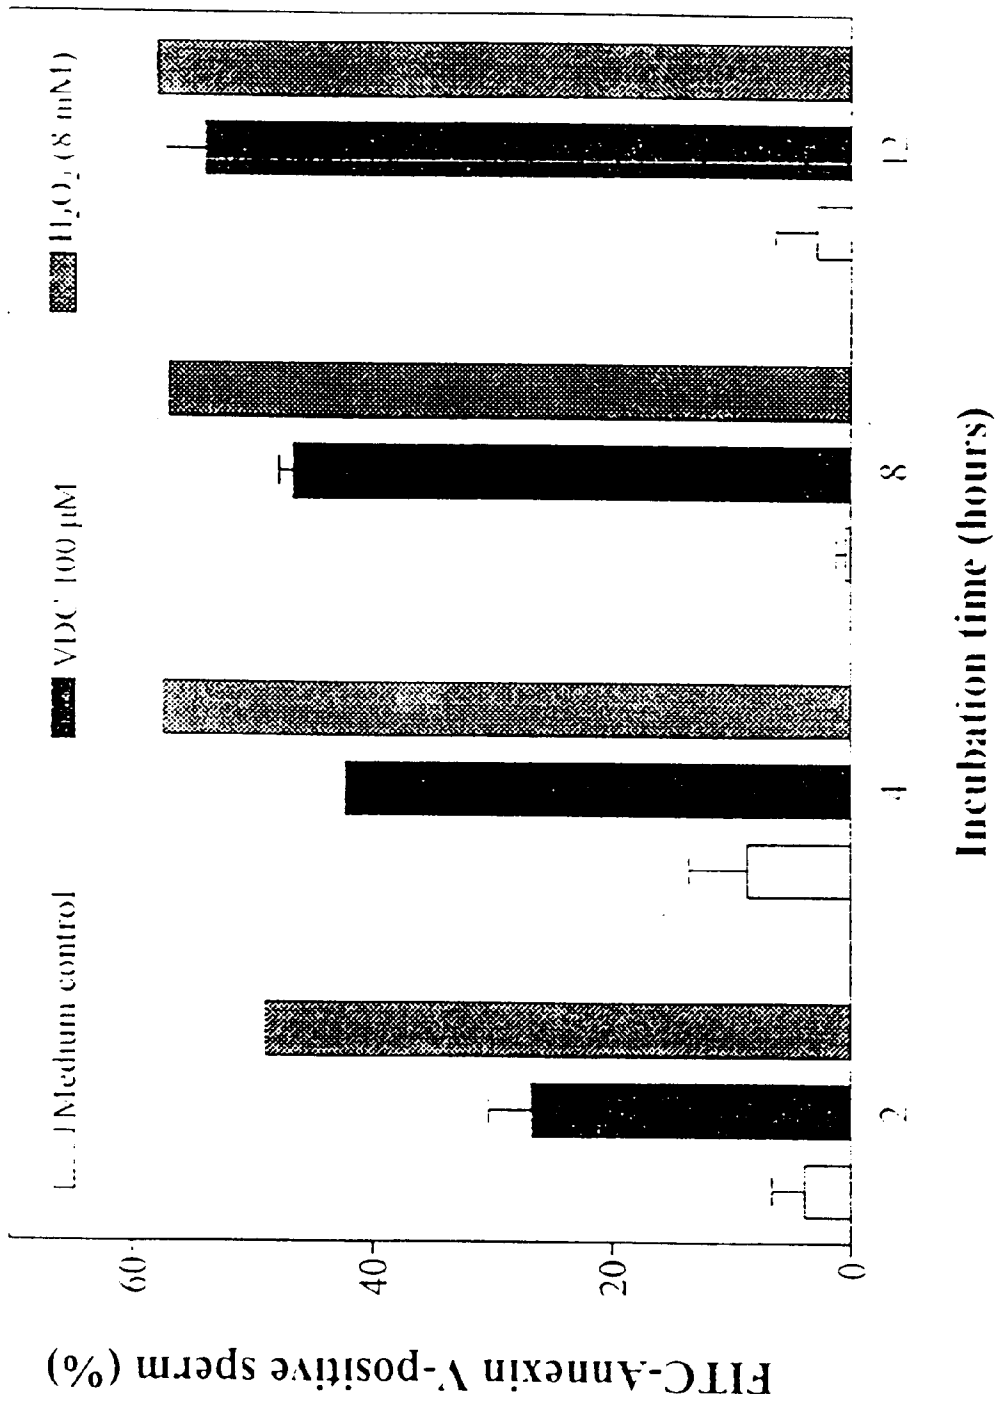 Medium control
VDC 100 µM
H₂O₂ (8 mM)
FITC-Annexin V-positive sperm (%)
60
40
20
0
2
4
8
12
Incubation time (hours)